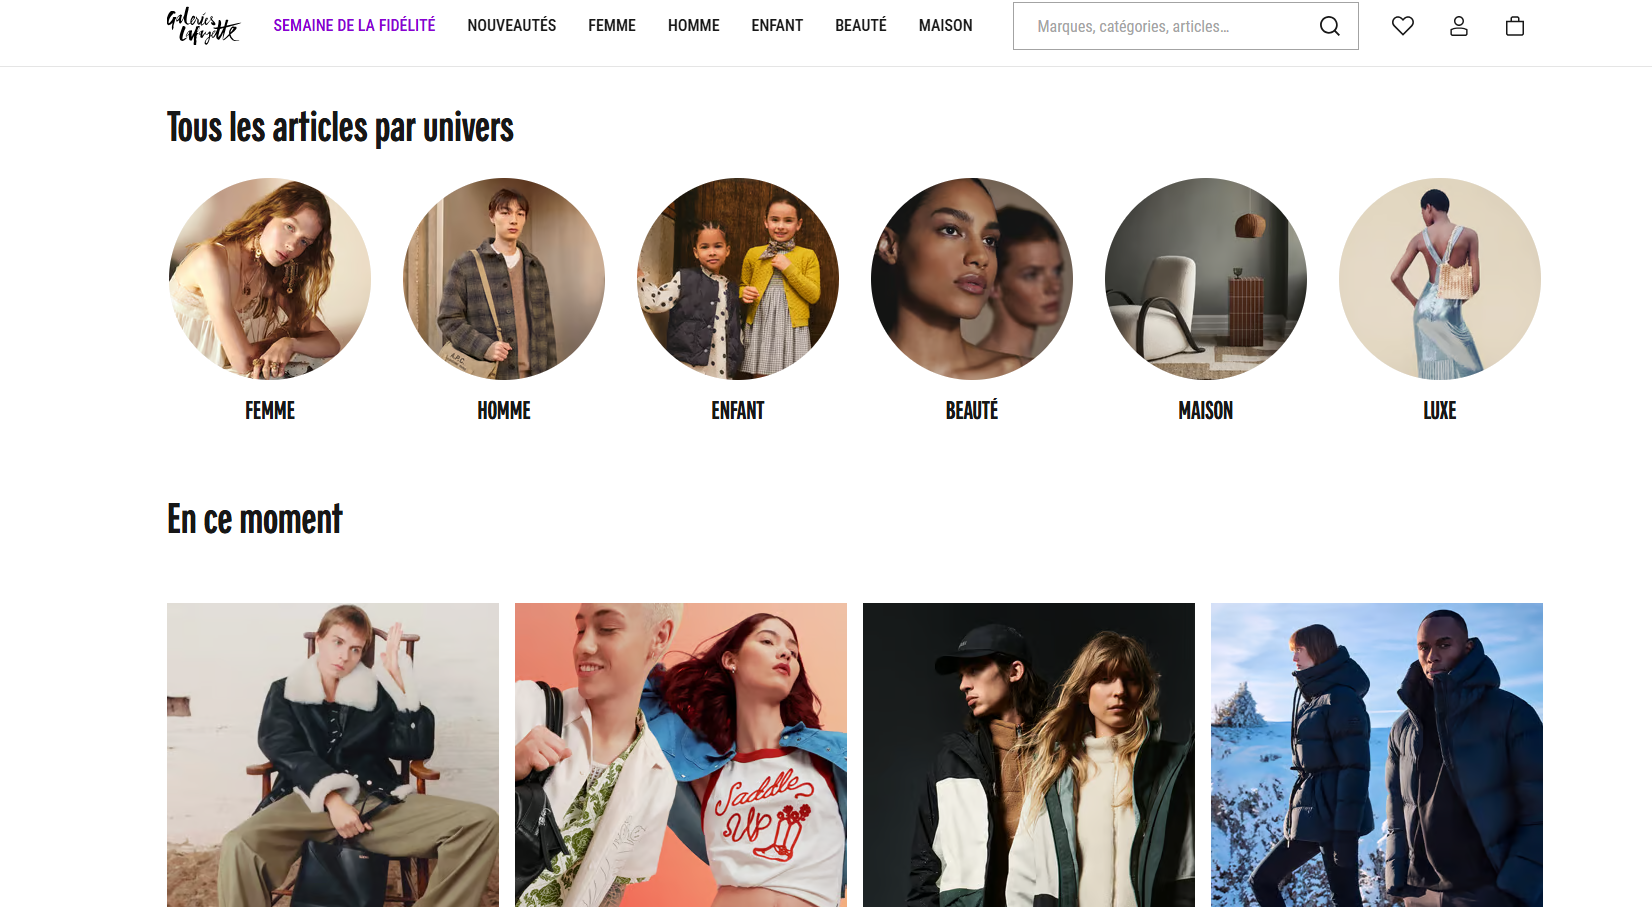 galeries
lafayette
SEMAINE DE LA FIDÉLITÉ
NOUVEAUTÉS
FEMME
HOMME
ENFANT
BEAUTÉ
MAISON
Marques, catégories, articles...
Tous les articles par univers
A.P.C.
FEMME
HOMME
ENFANT
BEAUTÉ
MAISON
LUXE
En ce moment
Saddle
UP